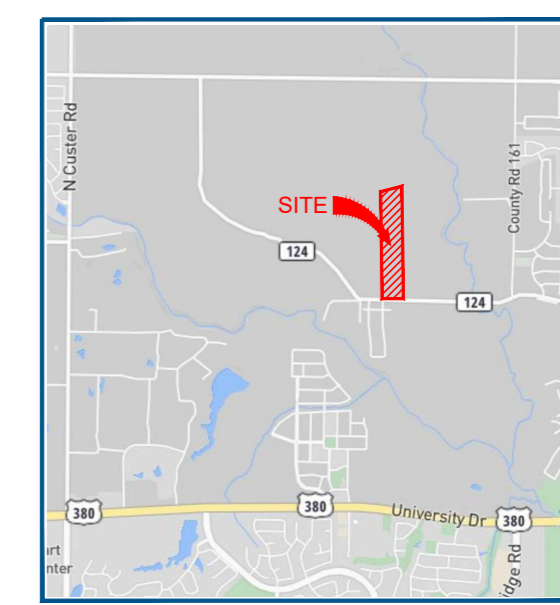 N Custer Rd
County Rd 161
SITE
124
124
380
380
University Dr
380
art
nter
idge Rd